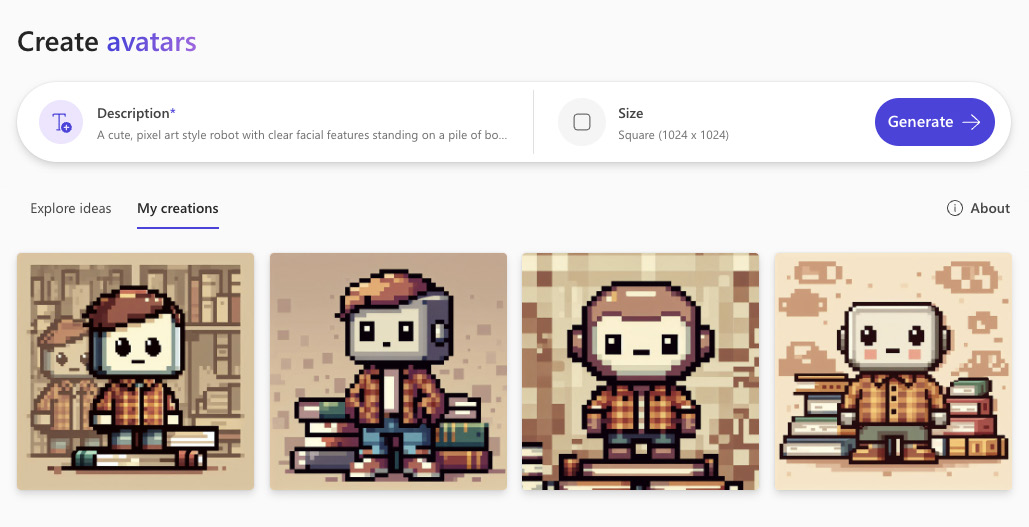 Create avatars
Description*
A cute, pixel art style robot with clear facial features standing on a pile of bo...
Size
Square (1024 x 1024)
Generate
Explore ideas
My creations
About